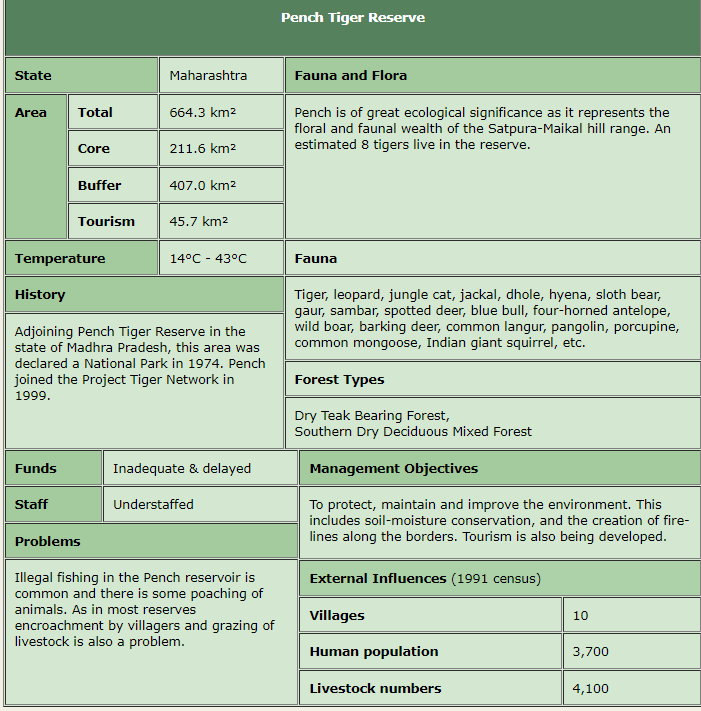 Pench Tiger Reserve
State
Maharashtra
Fauna and Flora
Area
Total
664.3 km²
Core
211.6 km²
Buffer
407.0 km²
Tourism
45.7 km²
Pench is of great ecological significance as it represents the
floral and faunal wealth of the Satpura-Maikal hill range. An
estimated 8 tigers live in the reserve.
Temperature
14°C - 43°C
Fauna
History
Tiger, leopard, jungle cat, jackal, dhole, hyena, sloth bear,
gaur, sambar, spotted deer, blue bull, four-horned antelope,
wild boar, barking deer, common langur, pangolin, porcupine,
common mongoose, Indian giant squirrel, etc.
Adjoining Pench Tiger Reserve in the
state of Madhra Pradesh, this area was
declared a National Park in 1974. Pench
joined the Project Tiger Network in
1999.
Forest Types
Dry Teak Bearing Forest,
Southern Dry Deciduous Mixed Forest
Funds
Inadequate & delayed
Management Objectives
Staff
Understaffed
To protect, maintain and improve the environment. This
includes soil-moisture conservation, and the creation of fire-
lines along the borders. Tourism is also being developed.
Problems
Illegal fishing in the Pench reservoir is
common and there is some poaching of
animals. As in most reserves
encroachment by villagers and grazing of
livestock is also a problem.
External Influences (1991 census)
Villages
10
Human population
3,700
Livestock numbers
4,100